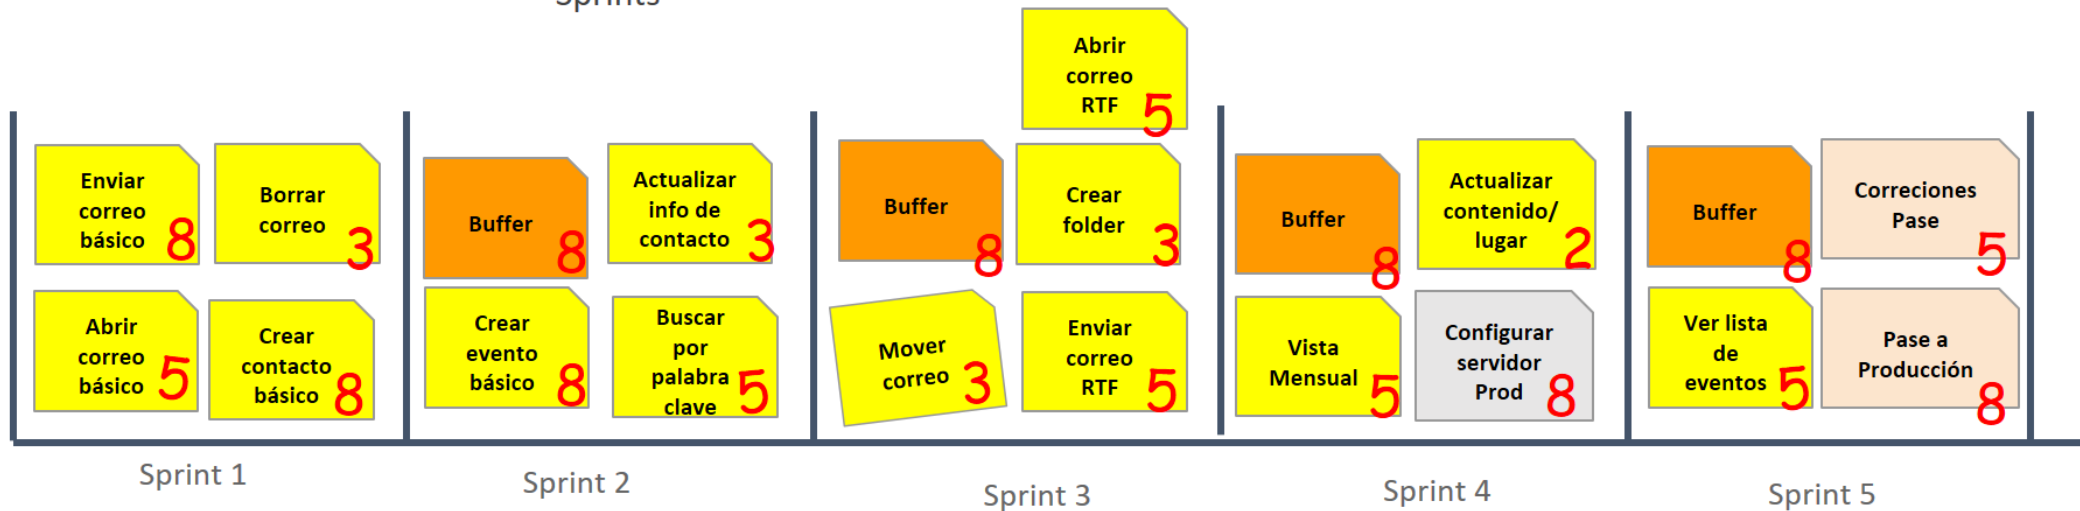 Sprints
Enviar
correo
básico
8
Borrar
correo
3
Abrir
correo
básico
5
Crear
contacto
básico
8
Sprint 1
Buffer
8
Actualizar
info de
contacto
3
Crear
evento
básico
8
Buscar
por
palabra
clave
5
Sprint 2
Abrir
correo
RTF
5
Buffer
8
Crear
folder
3
Mover
correo
3
Enviar
correo
RTF
5
Sprint 3
Buffer
8
Actualizar
contenido/
lugar
2
Vista
Mensual
5
Configurar
servidor
Prod
8
Sprint 4
Buffer
8
Correciones
Pase
5
Ver lista
de
eventos
5
Pase a
Producción
8
Sprint 5